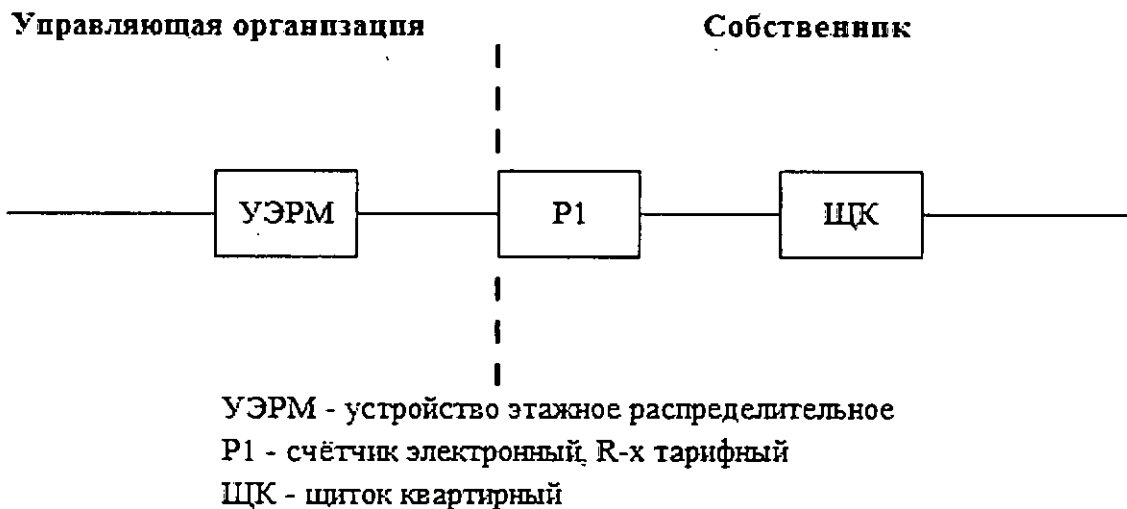 Управляющая организация Собственник
УЭРМ Р1 ЩК
УЭРМ - устройство этажное распределительное
Р1 - счётчик электронный, R-х тарифный
ЩК - щиток квартирный